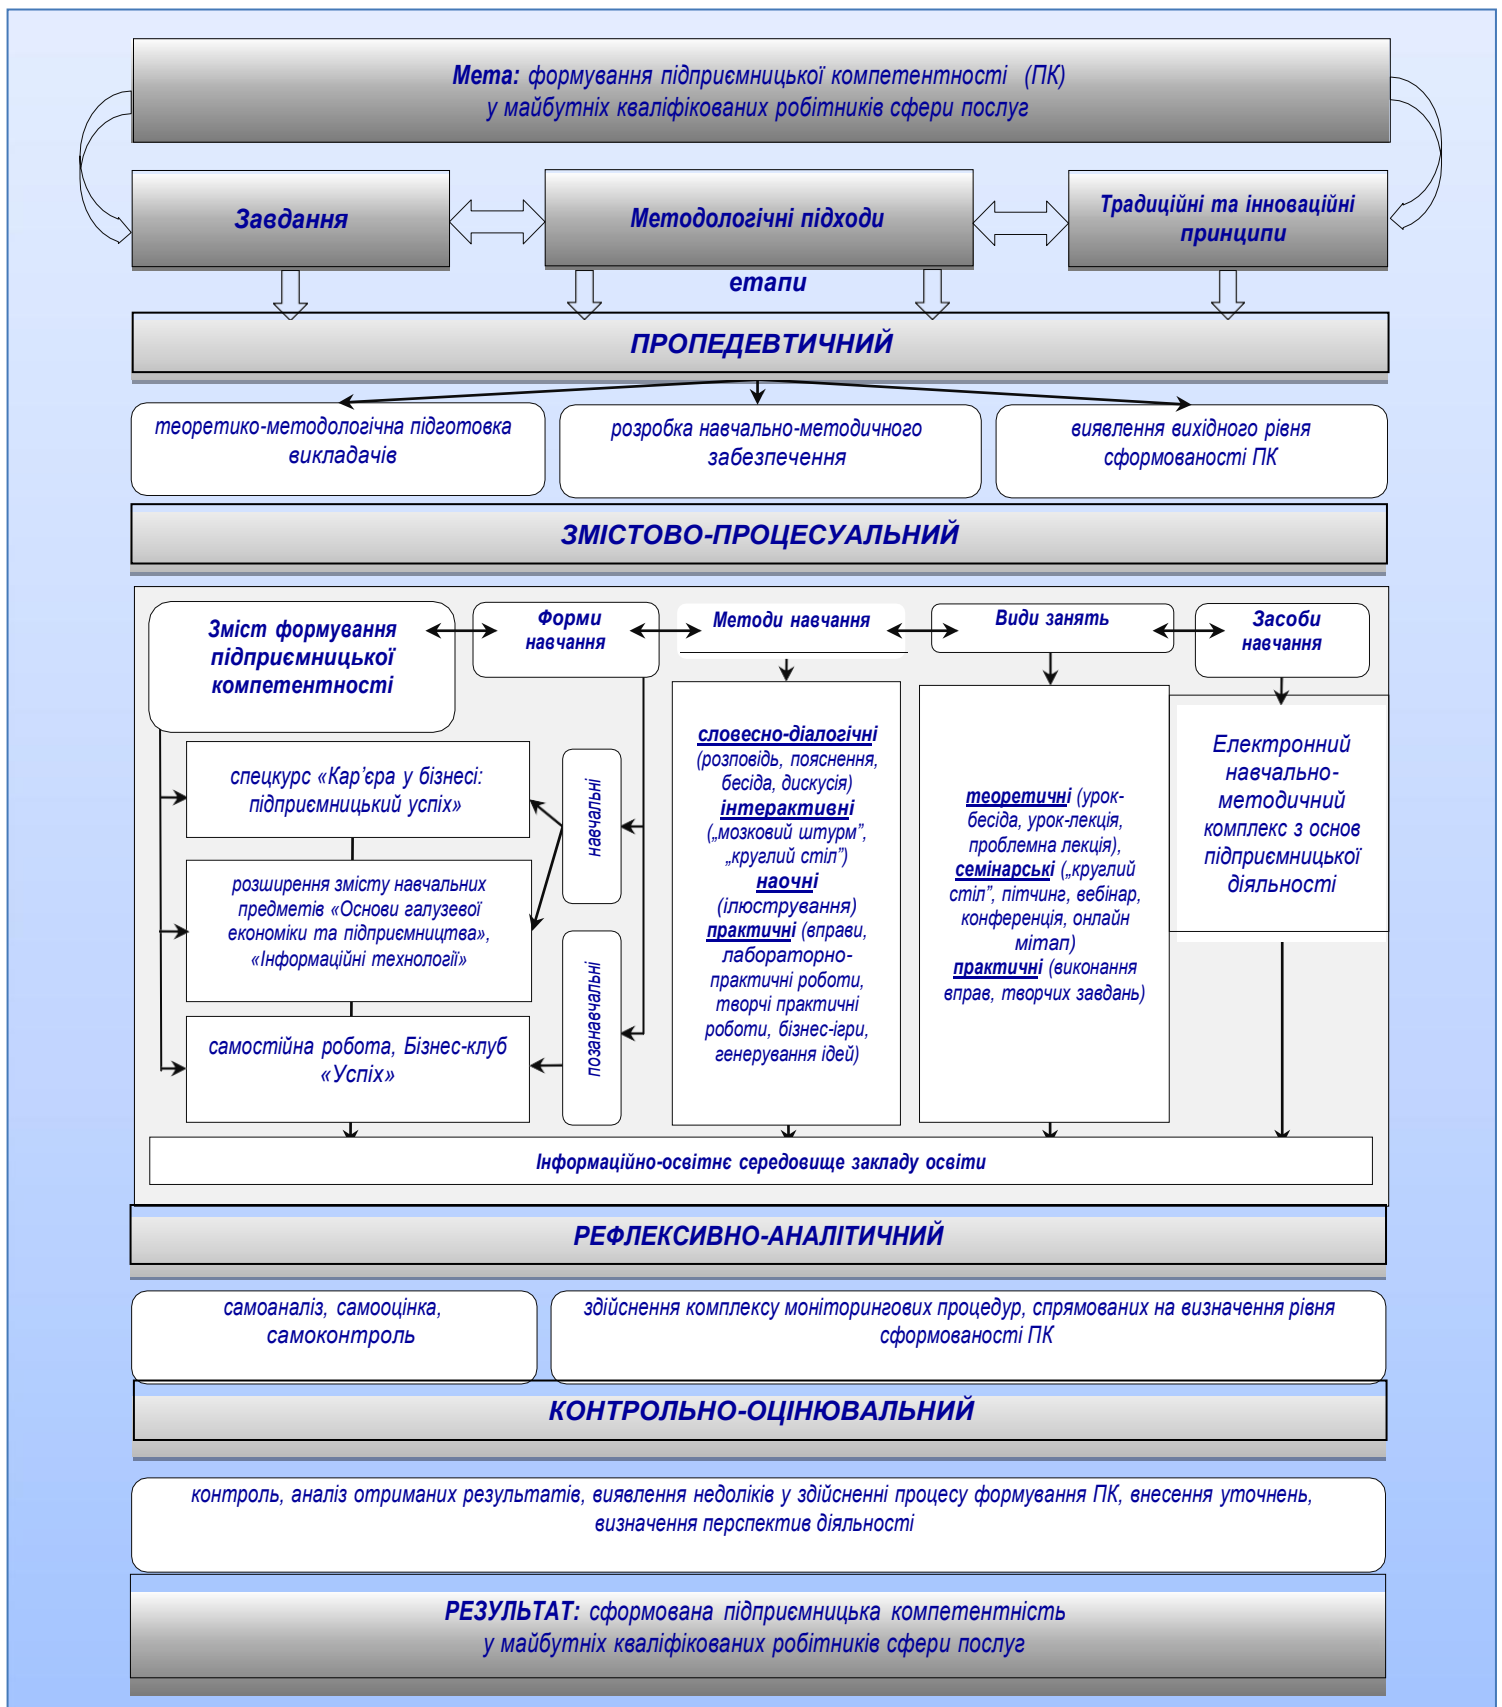 Мета: формування підприємницької компетентності (ПК)
у майбутніх кваліфікованих робітників сфери послуг
Завдання
Методологічні підходи
Традиційні та інноваційні
принципи
етапи
ПРОПЕДЕВТИЧНИЙ
теоретико-методологічна підготовка
викладачів
розробка навчально-методичного
забезпечення
виявлення вихідного рівня
сформованості ПК
ЗМІСТОВО-ПРОЦЕСУАЛЬНИЙ
Зміст формування
підприємницької
компетентності
Форми
навчання
Методи навчання
Види занять
Засоби
навчання
спецкурс «Кар’єра у бізнесі:
підприємницький успіх»
розширення змісту навчальних
предметів «Основи галузевої
економіки та підприємництва»,
«Інформаційні технології»
самостійна робота, Бізнес-клуб
«Успіх»
навчальні
позанавчальні
словесно-діалогічні
(розповідь, пояснення,
бесіда, дискусія)
інтерактивні
(„мозковий штурм”,
„круглий стіл”)
наочні
(ілюстрування)
практичні (вправи,
лабораторно-
практичні роботи,
творчі практичні
роботи, бізнес-ігри,
генерування ідей)
теоретичні (урок-
бесіда, урок-лекція,
проблемна лекція),
семінарські („круглий
стіл”, пітчинг, вебінар,
конференція, онлайн
мітап)
практичні (виконання
вправ, творчих завдань)
Електронний
навчально-
методичний
комплекс з основ
підприємницької
діяльності
Інформаційно-освітнє середовище закладу освіти
РЕФЛЕКСИВНО-АНАЛІТИЧНИЙ
самоаналіз, самооцінка,
самоконтроль
здійснення комплексу моніторингових процедур, спрямованих на визначення рівня
сформованості ПК
КОНТРОЛЬНО-ОЦІНЮВАЛЬНИЙ
контроль, аналіз отриманих результатів, виявлення недоліків у здійсненні процесу формування ПК, внесення уточнень,
визначення перспектив діяльності
РЕЗУЛЬТАТ: сформована підприємницька компетентність
у майбутніх кваліфікованих робітників сфери послуг